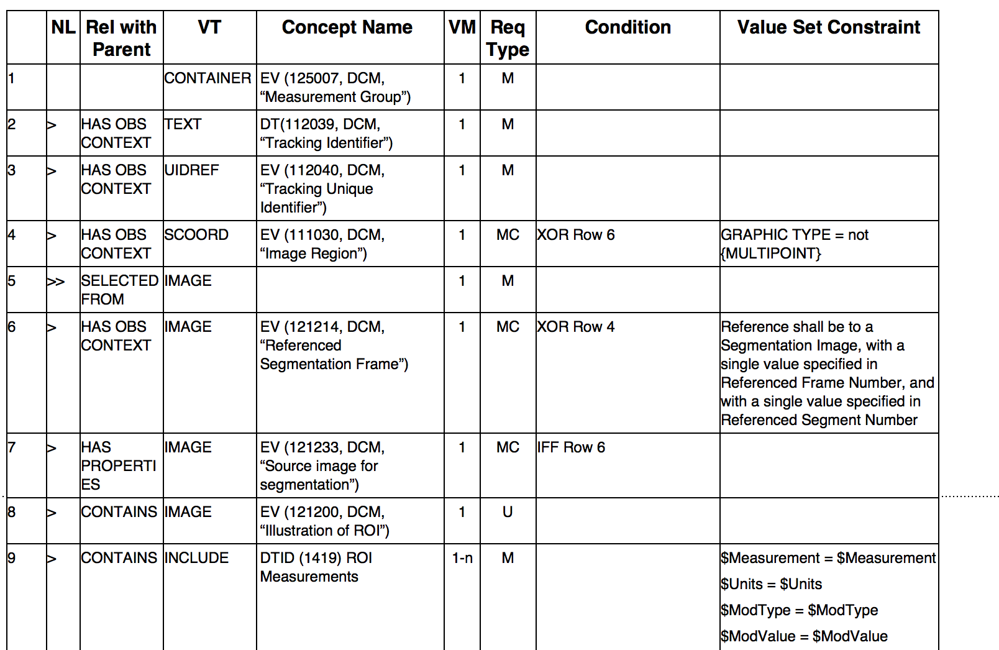 NL Rel with Parent VT Concept Name VM Req Type Condition Value Set Constraint
1 CONTAINER EV (125007, DCM, 1 M
“Measurement Group”)
2 > HAS OBS TEXT DT(112039, DCM, 1 M
CONTEXT “Tracking Identifier”)
3 > HAS OBS UIDREF EV (112040, DCM, 1 M
CONTEXT “Tracking Unique
Identifier”)
4 > HAS OBS SCOORD EV (111030, DCM, 1 MC XOR Row 6 GRAPHIC TYPE = not
CONTEXT “Image Region”) {MULTIPOINT}
5 >> SELECTED IMAGE 1 M
FROM
6 > HAS OBS IMAGE EV (121214, DCM, 1 MC XOR Row 4 Reference shall be to a
CONTEXT “Referenced Segmentation Image, with a
Segmentation Frame”) single value specified in
Referenced Frame Number, and
with a single value specified in
Referenced Segment Number
7 > HAS IMAGE EV (121233, DCM, 1 MC IFF Row 6
PROPERTI “Source image for
ES segmentation”)
8 > CONTAINS IMAGE EV (121200, DCM, 1 U
“Illustration of ROI”)
9 > CONTAINS INCLUDE DTID (1419) ROI 1-n M $Measurement = $Measurement
Measurements
$Units = $Units
$ModType = $ModType
$ModValue = $ModValue